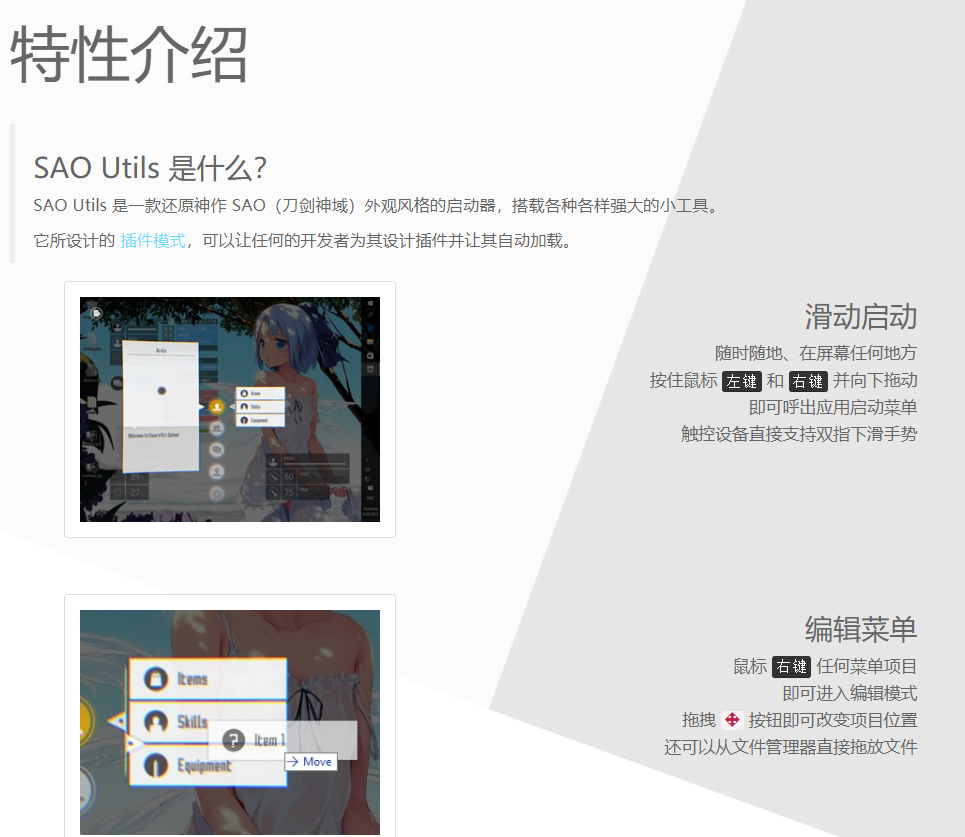 特性介绍
SAO Utils 是什么？
SAO Utils 是一款还原神作 SAO（刀剑神域）外观风格的启动器，搭载各种各样强大的小工具。
它所设计的 插件模式，可以让任何的开发者为其设计插件并让其自动加载。
滑动启动
随时随地、在屏幕任何地方
按住鼠标 左键 和 右键 并向下拖动
即可呼出应用启动菜单
触控设备直接支持双指下滑手势
Items
Skills
Equipment
Welcome to Sword Art Online!
60
75
编辑菜单
鼠标 右键 任何菜单项目
即可进入编辑模式
拖拽 按钮即可改变项目位置
还可以从文件管理器直接拖放文件
Items
Skills
Item 1
Move
Equipment